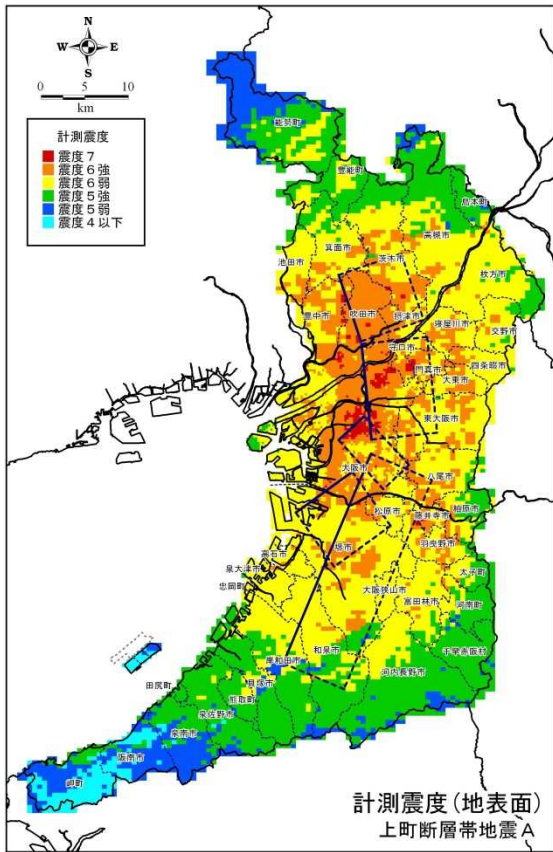 N
W E
S
0 5 10
km
計測震度
震度7
震度6強
震度6弱
震度5強
震度5弱
震度4以下
能勢町
豊能町
島本町
高槻市
茨木市
箕面市
池田市
枚方市
吹田市
摂津市
豊中市
寝屋川市
交野市
守口市
門真市
四条畷市
大東市
東大阪市
大阪市
八尾市
松原市
柏原市
藤井寺市
羽曳野市
堺市
高石市
泉大津市
忠岡町
太子町
大阪狭山市
富田林市
河南町
千早赤阪村
和泉市
岸和田市
河内長野市
貝塚市
田尻町
熊取町
泉佐野市
泉南市
阪南市
岬町
計測震度(地表面)
上町断層帯地震A